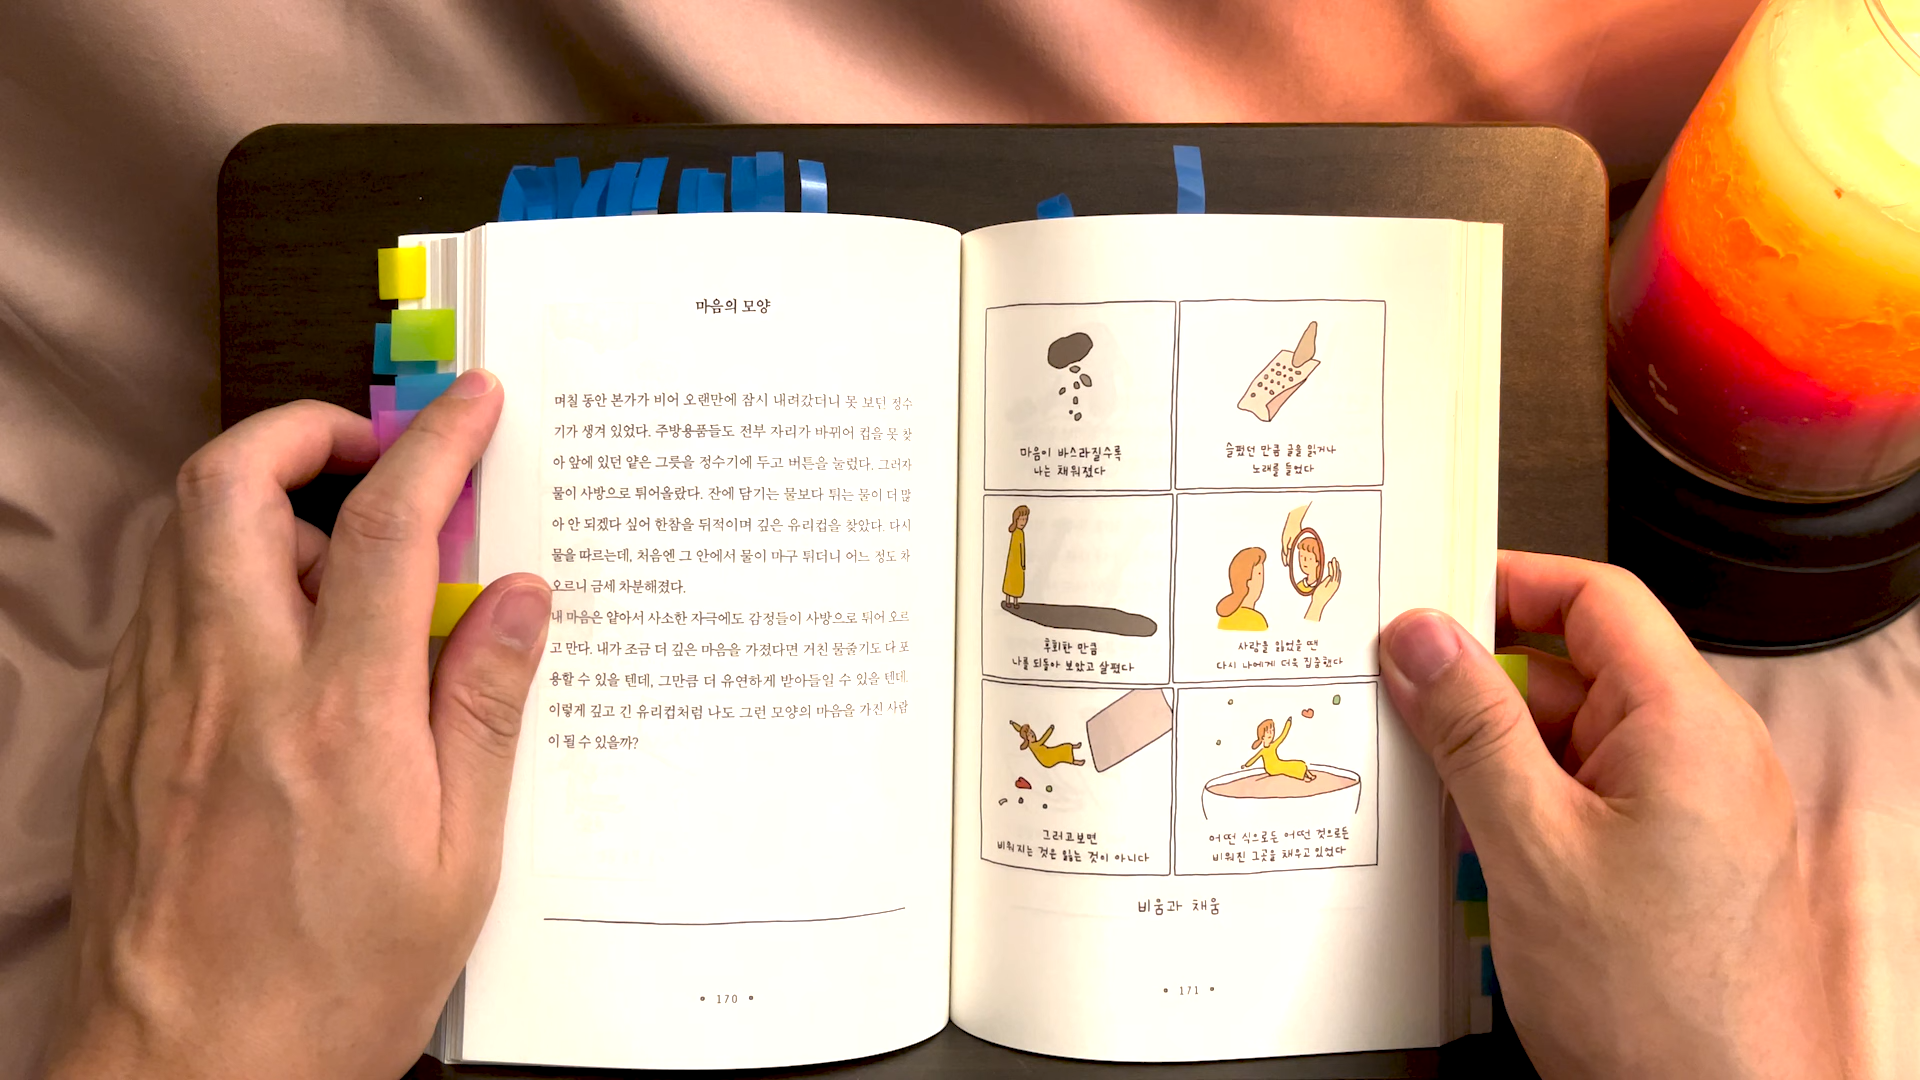 마음의 모양
며칠 동안 본가가 비어 오랜만에 잠시 내려갔더니 못 보던 정수
기가 생겨 있었다. 주방용품들도 전부 자리가 바뀌어 컵을 못 찾
아 앞에 있던 얕은 그릇을 정수기에 두고 버튼을 눌렀다. 그러자
물이 사방으로 튀어올랐다. 잔에 담기는 물보다 튀는 물이 더 많
아 안 되겠다 싶어 한참을 뒤적이며 깊은 유리컵을 찾았다. 다시
물을 따르는데, 처음엔 그 안에서 물이 마구 튀더니 어느 정도 차
오르니 금세 차분해졌다.
내 마음은 얕아서 사소한 자극에도 감정들이 사방으로 튀어 오르
고 만다. 내가 조금 더 깊은 마음을 가졌다면 거친 물줄기도 다 포
용할 수 있을 텐데, 그만큼 더 유연하게 받아들일 수 있을 텐데.
이렇게 깊고 긴 유리컵처럼 나도 그런 모양의 마음을 가진 사람
이 될 수 있을까?
170
마음이 바스라질수록
나는 채워졌다
슬펐던 만큼 글을 읽거나
노래를 들었다
후회한 만큼
나를 되돌아 보았고 살폈다
사람을 잃었을 땐
다시 나에게 더욱 집중했다
그러고보면
비워지는 것은 잃는 것이 아니다
어떤 식으로든 어떤 것으로든
비워진 그곳을 채우고 있었다
비움과 채움
171